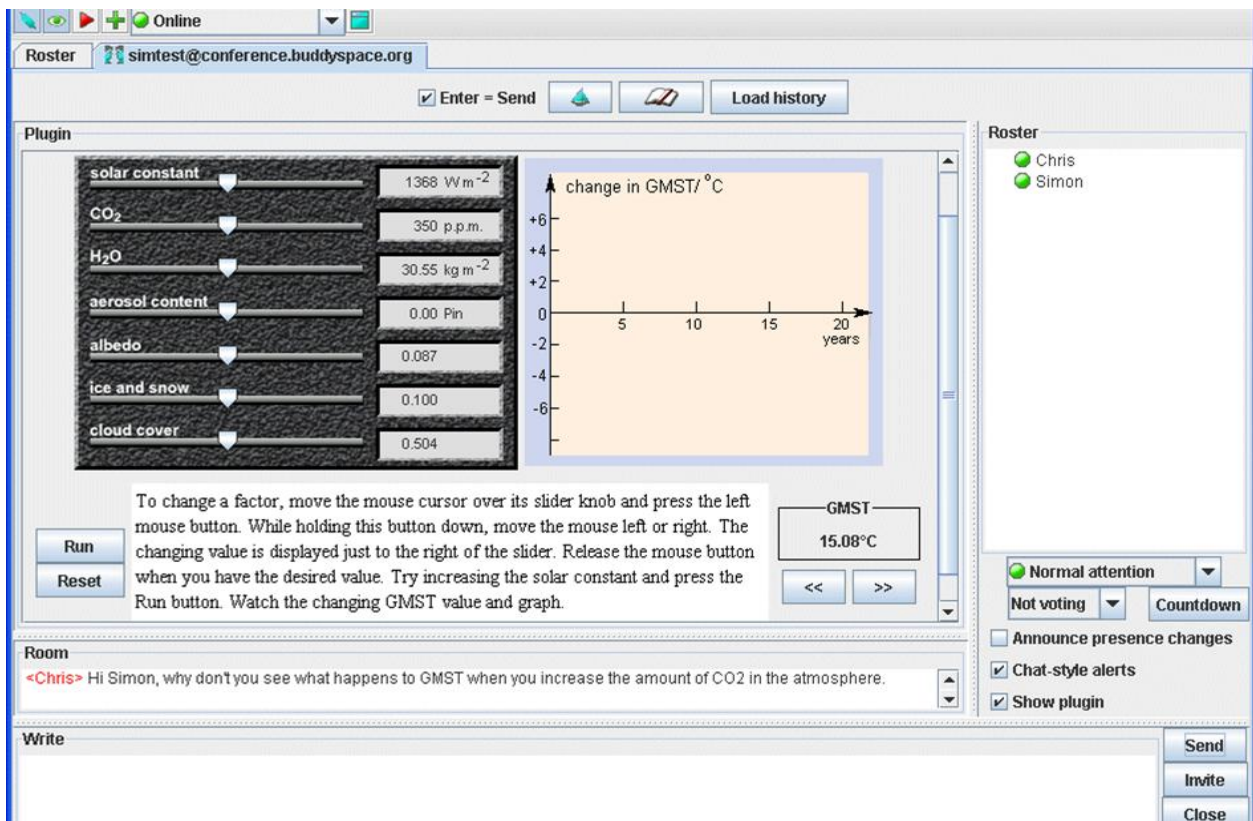 Online
Roster
simtest@conference.buddyspace.org
Enter = Send
Load history
Plugin
solar constant
1368 Wm-2
CO2
350 p.p.m.
H2O
30.55 kg m-2
aerosol content
0.00 Pin
albedo
0.087
ice and snow
0.100
cloud cover
0.504
change in GMST/ °C
+6
+4
+2
0
-2
-4
-6
5 10 15 20
years
To change a factor, move the mouse cursor over its slider knob and press the left
mouse button. While holding this button down, move the mouse left or right. The
changing value is displayed just to the right of the slider. Release the mouse button
when you have the desired value. Try increasing the solar constant and press the
Run button. Watch the changing GMST value and graph.
Run
Reset
GMST
15.08°C
<< >>
Roster
Chris
Simon
Normal attention
Not voting
Countdown
Announce presence changes
Chat-style alerts
Show plugin
Room
<Chris> Hi Simon, why don't you see what happens to GMST when you increase the amount of CO2 in the atmosphere.
Write
Send
Invite
Close